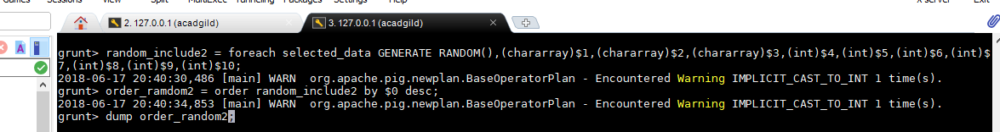 Games Sessions View Split MultiExec Tunneling Packages Settings Help X server Exit
2. 127.0.0.1 (acadgild) 3. 127.0.0.1 (acadgild)
grunt> random_include2 = foreach selected_data GENERATE RANDOM(),(chararray)$1,(chararray)$2,(chararray)$3,(int)$4,(int)$5,(int)$6,(int)$
7,(int)$8,(int)$9,(int)$10;
2018-06-17 20:40:30,486 [main] WARN  org.apache.pig.newplan.BaseOperatorPlan - Encountered Warning IMPLICIT_CAST_TO_INT 1 time(s).
grunt> order_ramdom2 = order random_include2 by $0 desc;
2018-06-17 20:40:34,853 [main] WARN  org.apache.pig.newplan.BaseOperatorPlan - Encountered Warning IMPLICIT_CAST_TO_INT 1 time(s).
grunt> dump order_random2;